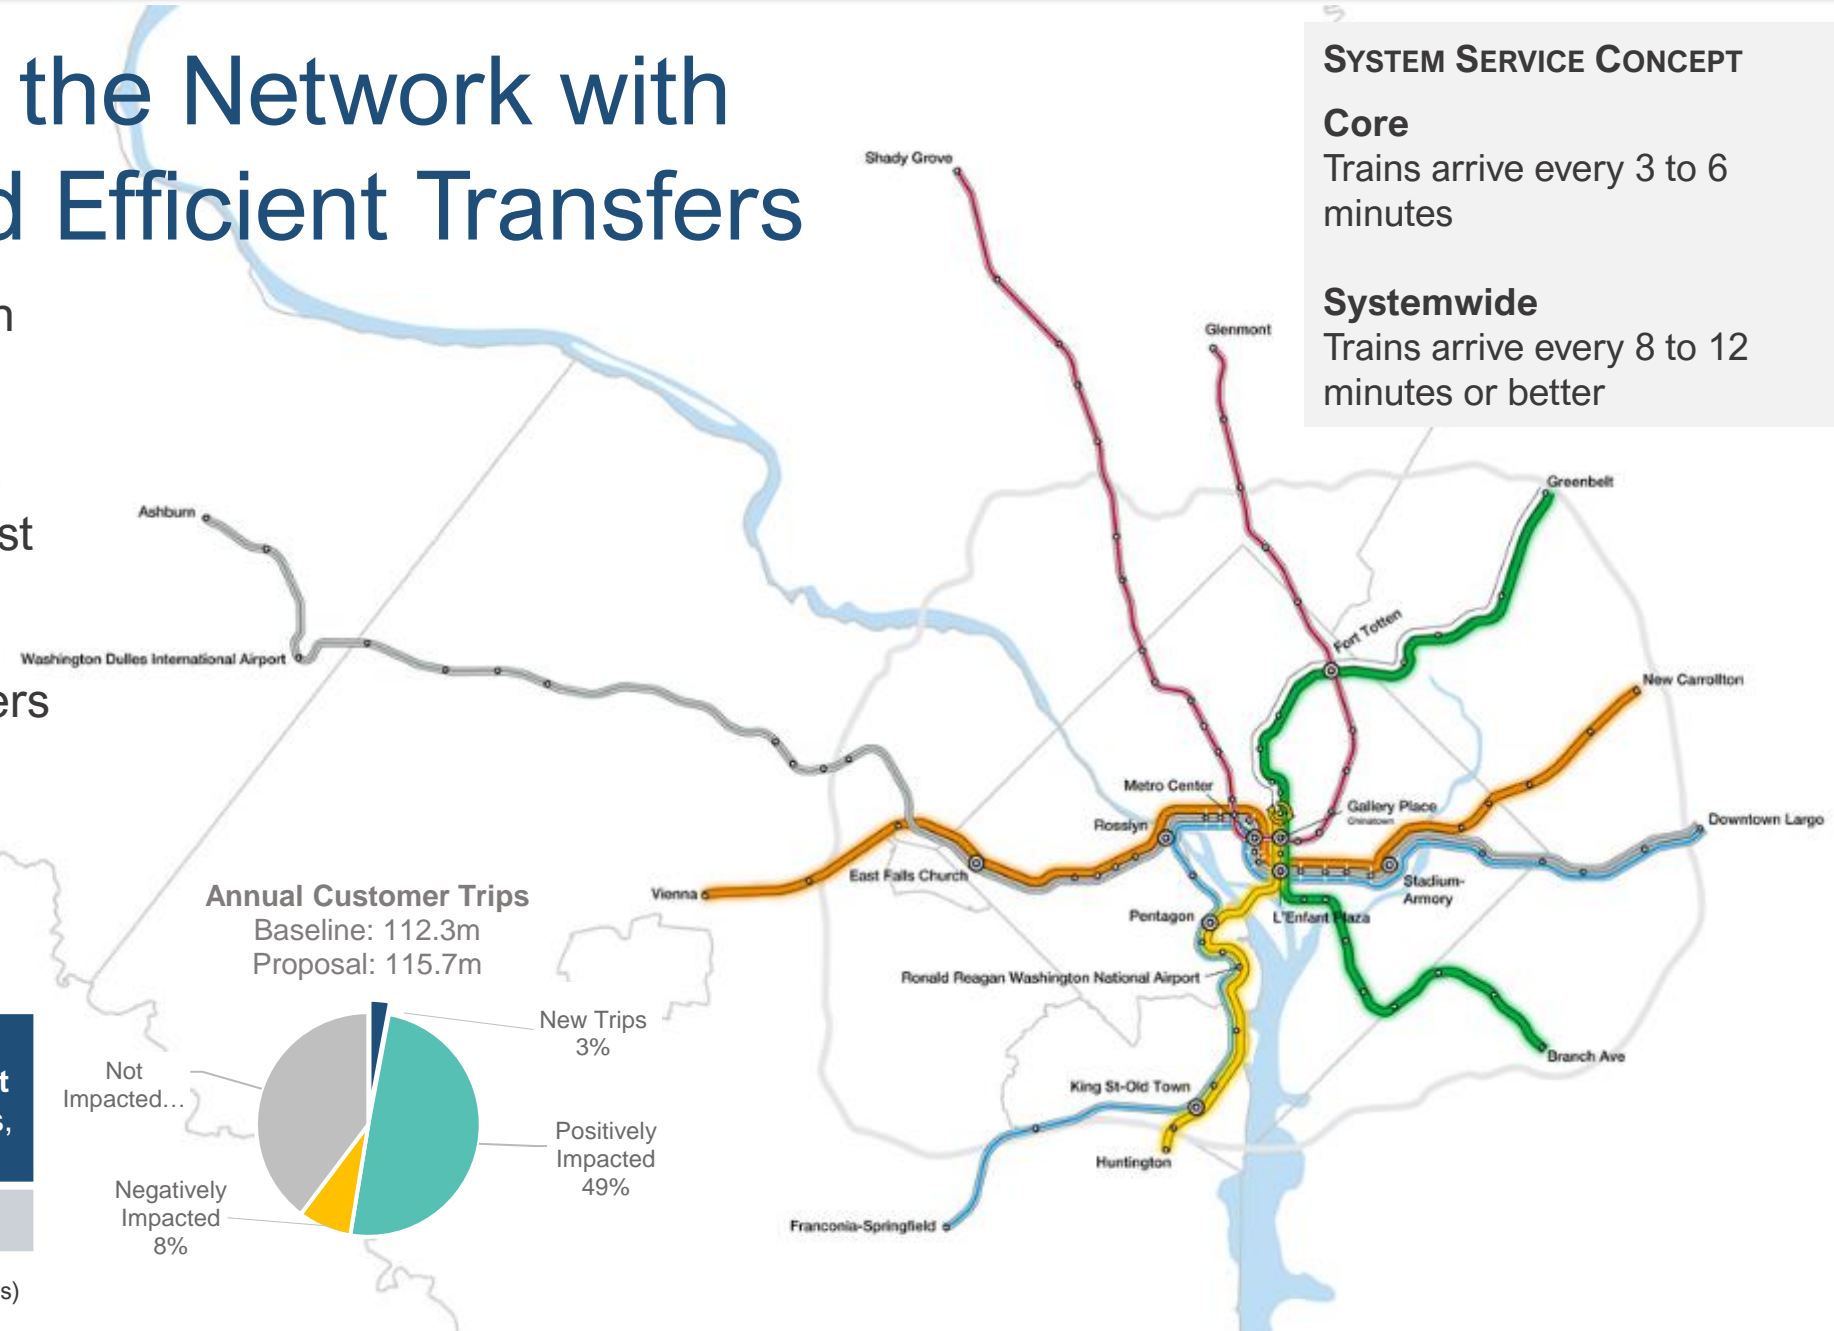 the Network with
d Efficient Transfers
n
st
ers
t
s,
s)
SYSTEM SERVICE CONCEPT
Core
Trains arrive every 3 to 6
minutes
Systemwide
Trains arrive every 8 to 12
minutes or better
Shady Grove
Glenmont
Greenbelt
Ashburn
Fort Totten
Washington Dulles International Airport
New Carrollton
Metro Center
Gallery Place
Chinatown
Rosslyn
Downtown Largo
East Falls Church
Vienna
Stadium-
Armory
Pentagon
L'Enfant Plaza
Ronald Reagan Washington National Airport
Branch Ave
King St-Old Town
Huntington
Franconia-Springfield
Annual Customer Trips
Baseline: 112.3m
Proposal: 115.7m
New Trips
3%
Not
Impacted...
Positively
Impacted
49%
Negatively
Impacted
8%